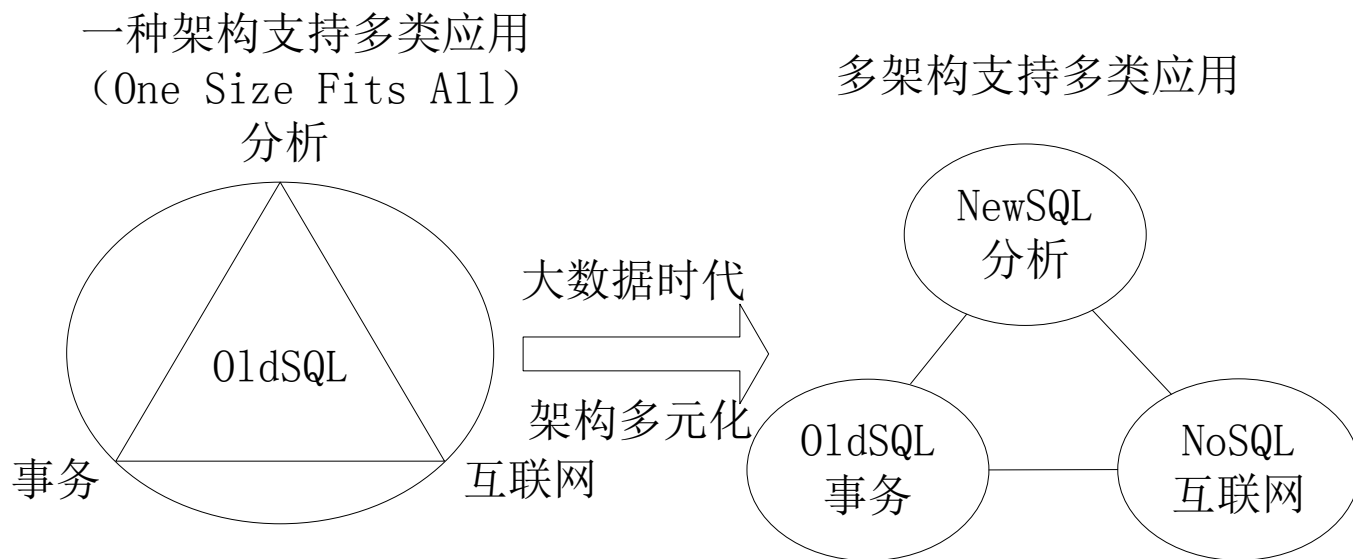 一种架构支持多类应用
（One Size Fits All）
分析
OldSQL
事务
互联网
大数据时代
架构多元化
多架构支持多类应用
NewSQL
分析
OldSQL
事务
NoSQL
互联网